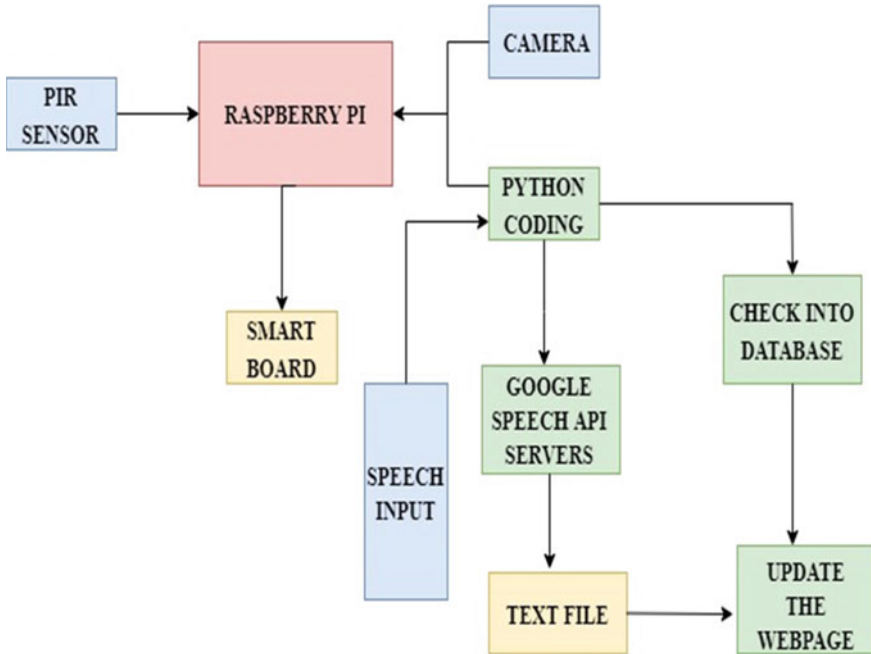 CAMERA
PIR
SENSOR
RASPBERRY PI
PYTHON
CODING
SMART
BOARD
CHECK INTO
DATABASE
GOOGLE
SPEECH API
SERVERS
SPEECH
INPUT
TEXT FILE
UPDATE
THE
WEBPAGE